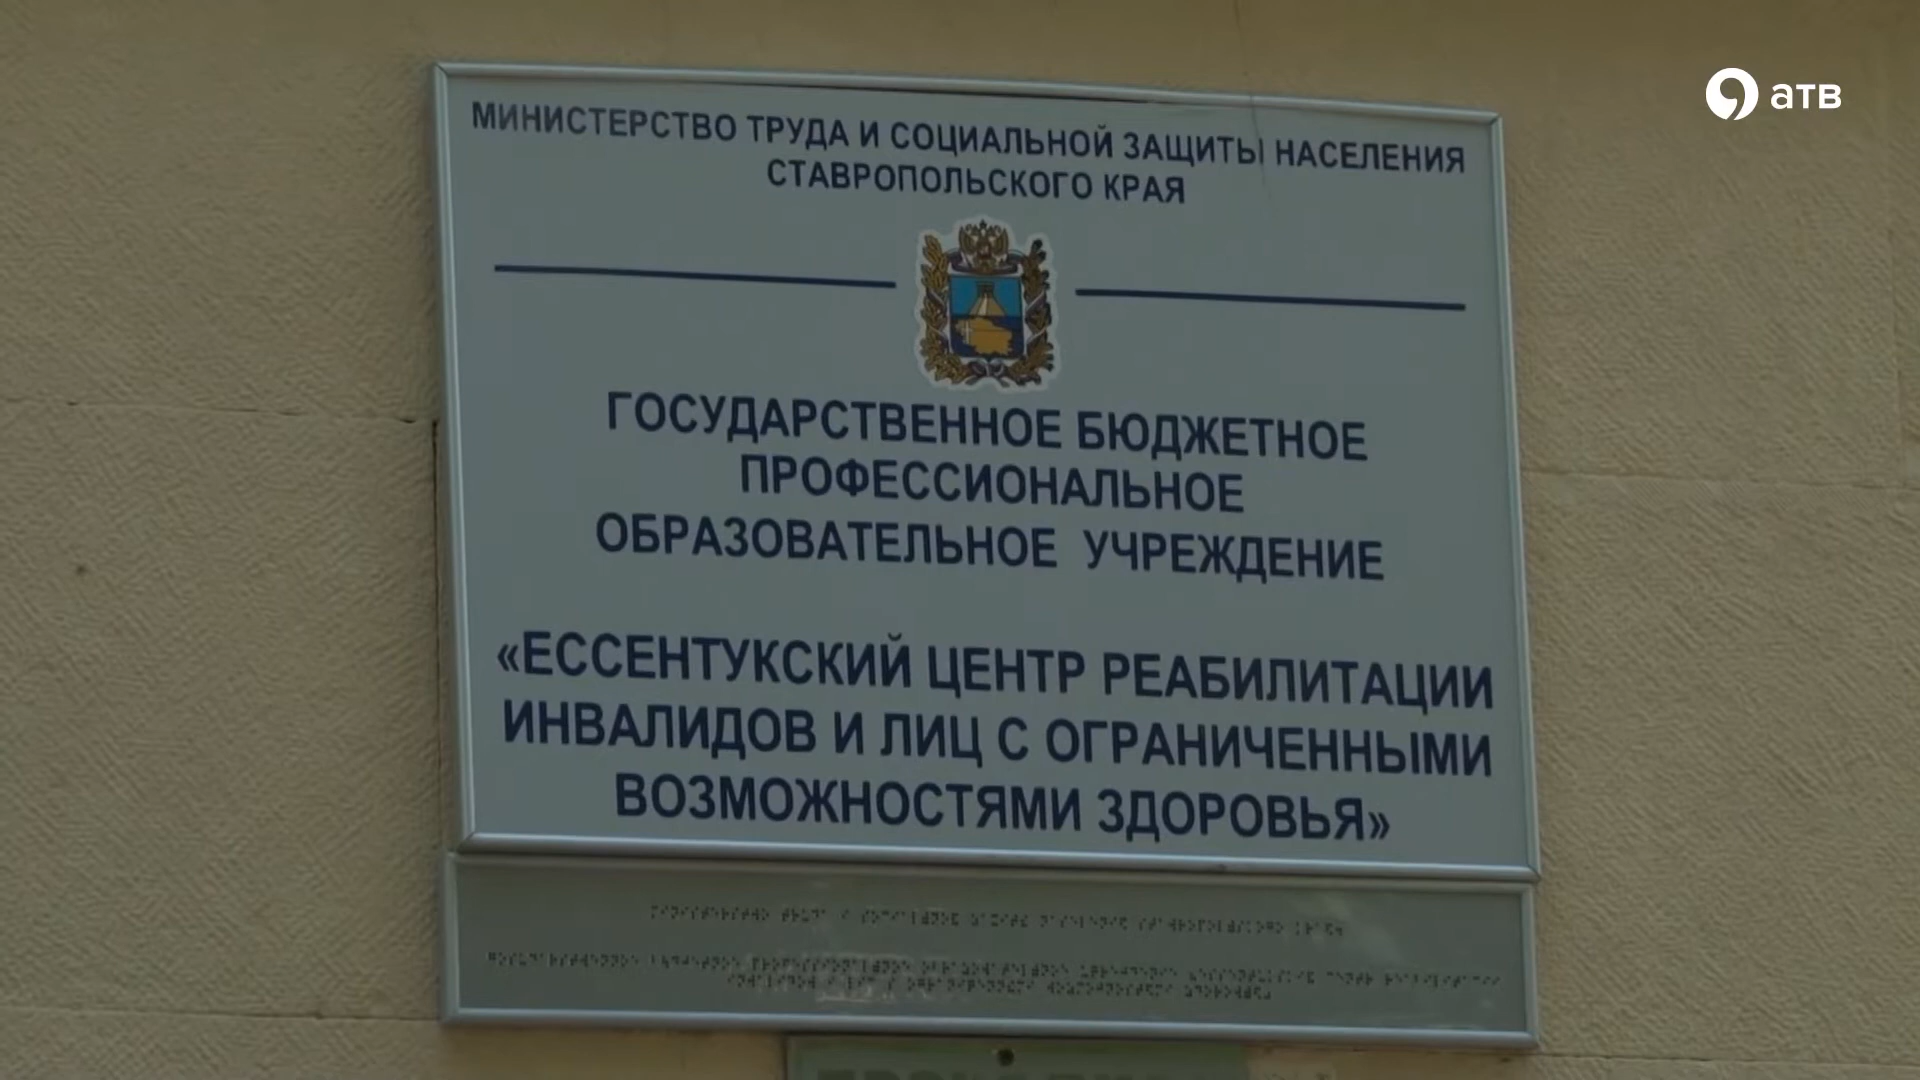 атв
МИНИСТЕРСТВО ТРУДА И СОЦИАЛЬНОЙ ЗАЩИТЫ НАСЕЛЕНИЯ
СТАВРОПОЛЬСКОГО КРАЯ
ГОСУДАРСТВЕННОЕ БЮДЖЕТНОЕ
ПРОФЕССИОНАЛЬНОЕ
ОБРАЗОВАТЕЛЬНОЕ УЧРЕЖДЕНИЕ
«ЕССЕНТУКСКИЙ ЦЕНТР РЕАБИЛИТАЦИИ
ИНВАЛИДОВ И ЛИЦ С ОГРАНИЧЕННЫМИ
ВОЗМОЖНОСТЯМИ ЗДОРОВЬЯ»